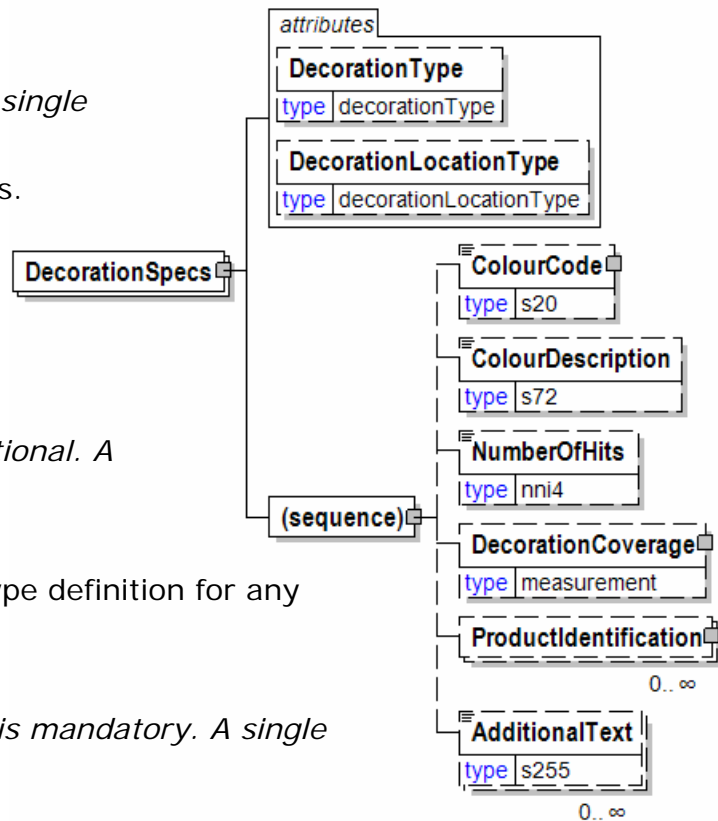 single
s.
tional. A
ype definition for any
is mandatory. A single
DecorationSpecs
attributes
DecorationType
type decorationType
DecorationLocationType
type decorationLocationType
(sequence)
ColourCode
type s20
ColourDescription
type s72
NumberOfHits
type nni4
DecorationCoverage
type measurement
ProductIdentification
0.. ∞
AdditionalText
type s255
0.. ∞